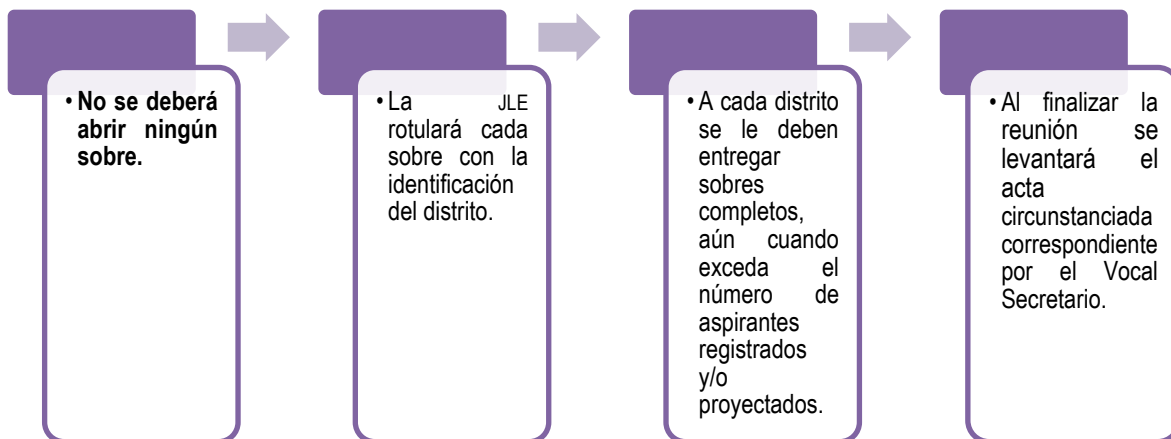 • No se deberá
abrir ningún
sobre.
• La JLE
rotulará cada
sobre con la
identificación
del distrito.
• A cada distrito
se le deben
entregar
sobres
completos,
aún cuando
exceda el
número de
aspirantes
registrados
y/o
proyectados.
• Al finalizar la
reunión se
levantará el
acta
circunstanciada
correspondiente
por el Vocal
Secretario.